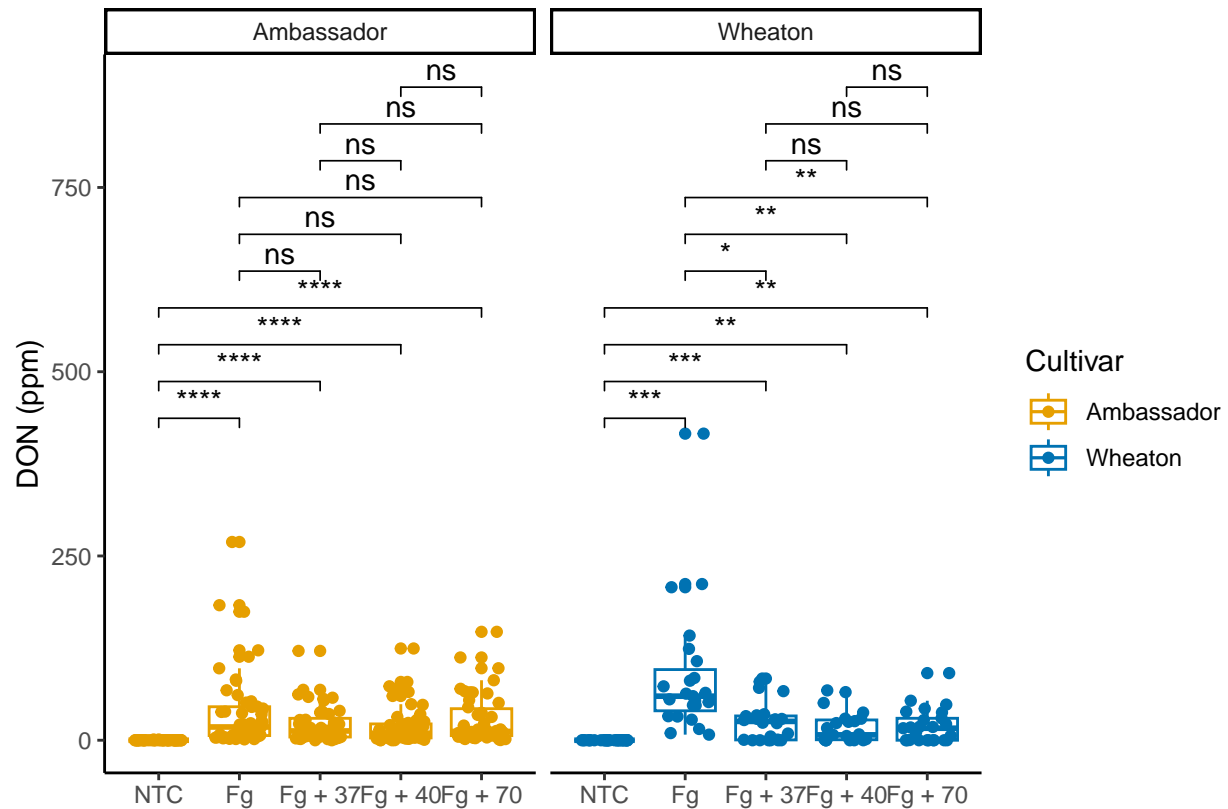 Ambassador
Wheaton
ns
ns
ns
ns
ns
ns
****
****
****
****
ns
ns
ns
**
**
*
**
**
***
***
DON (ppm)
750
500
250
0
NTC Fg Fg + 37 Fg + 40 Fg + 70
NTC Fg Fg + 37 Fg + 40 Fg + 70
Cultivar
Ambassador
Wheaton